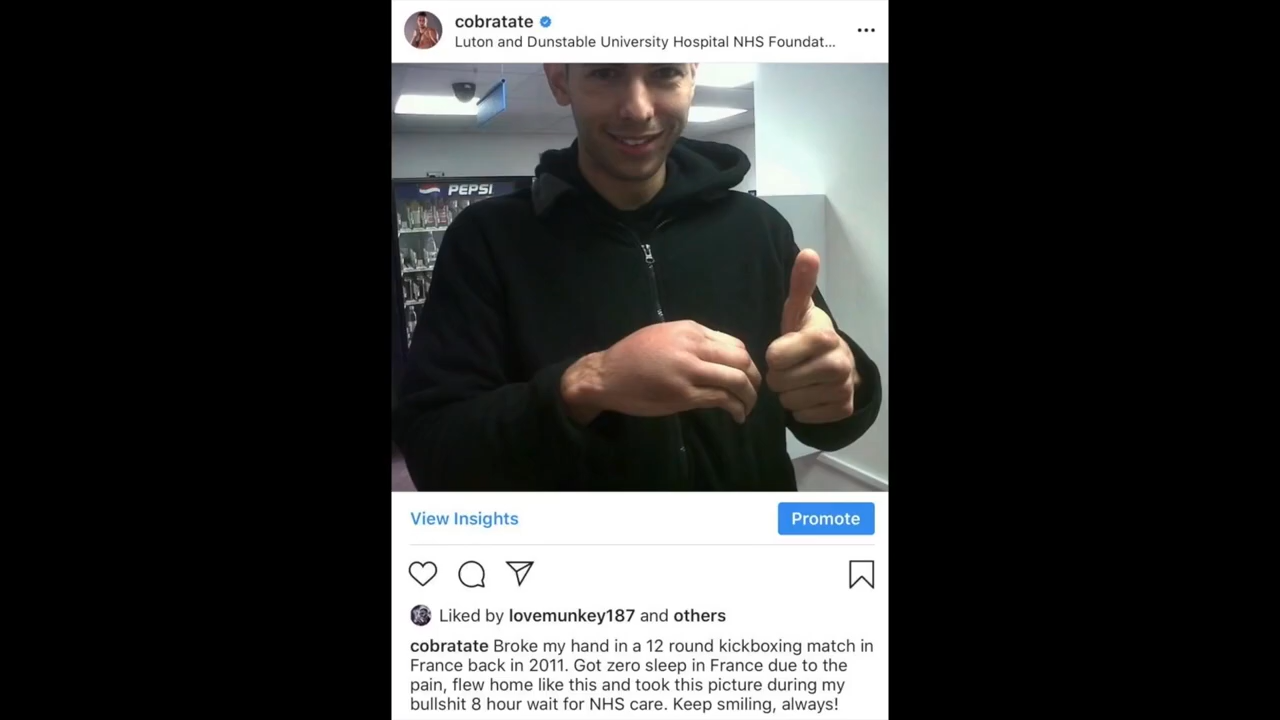 cobratate
Luton and Dunstable University Hospital NHS Foundat...
PEPSI
View Insights
Promote
Liked by lovemunkey187 and others
cobratate Broke my hand in a 12 round kickboxing match in
France back in 2011. Got zero sleep in France due to the
pain, flew home like this and took this picture during my
bullshit 8 hour wait for NHS care. Keep smiling, always!